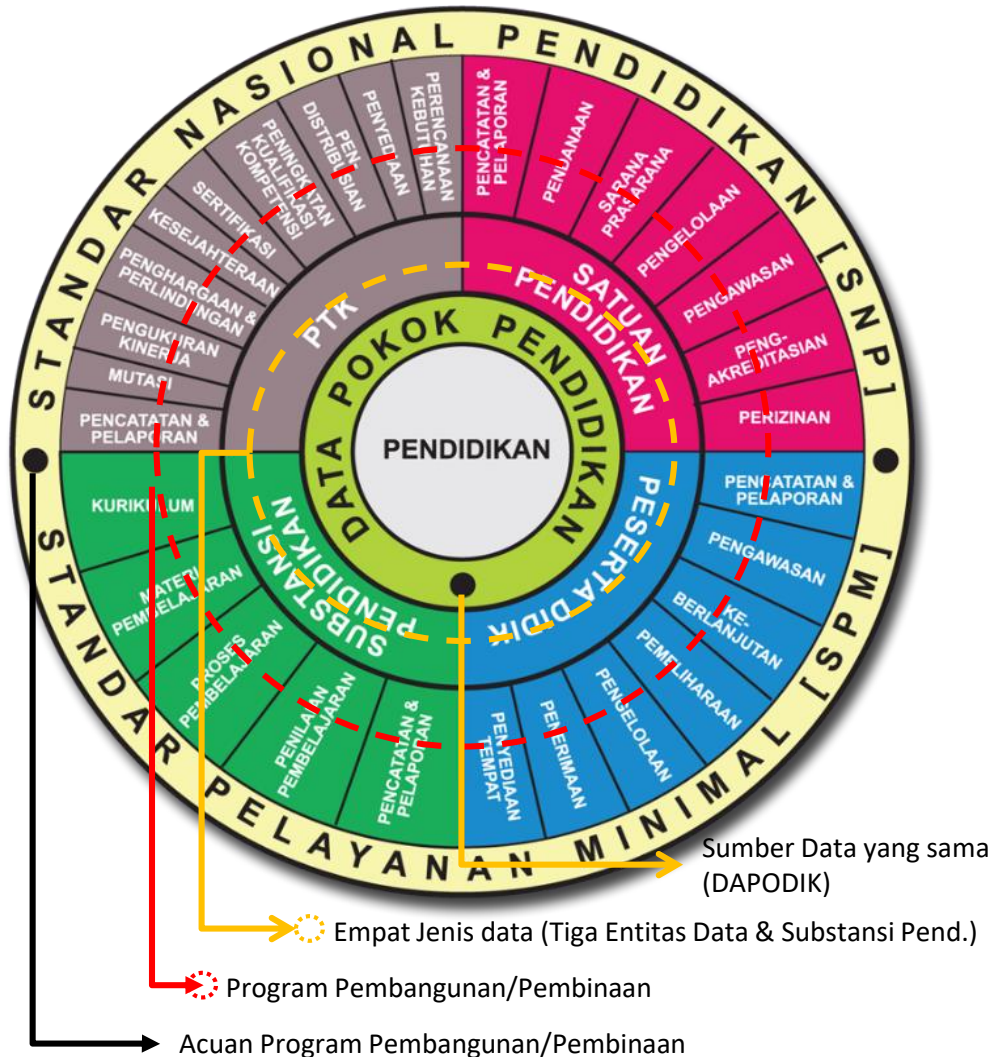 STANDAR NASIONAL PENDIDIKAN [SNP]
PERENCANAAN
KEBUTUHAN
PENYEDIAAN
PEN-
DISTRIBUSIAN
PENINGKATAN
KUALIFIKASI
KOMPETENSI
SERTIFIKASI
KESEJAHTERAAN
PENGHARGAAN &
PERLINDUNGAN
PENGUKURAN
KINERJA
MUTASI
PENCATATAN &
PELAPORAN
PTK
PENCATATAN &
PELAPORAN
PENDANAAN
SARANA
PRASARANA
PENGELOLAAN
PENGAWASAN
PENG-
AKREDITASIAN
PERIZINAN
SATUAN
PENDIDIKAN
DATA POKOK PENDIDIKAN
PENDIDIKAN
SUBSTANSI
PENDIDIKAN
KURIKULUM
MATERI
PEMBELAJARAN
PROSES
PEMBELAJARAN
PENILAIAN
PEMBELAJARAN
PENCATATAN &
PELAPORAN
PESERTA DIDIK
PENCATATAN &
PELAPORAN
PENGAWASAN
KE-
BERLANJUTAN
PEMELIHARAAN
PENGELOLAAN
PENERIMAAN
PENYEDIAAN
TEMPAT
STANDAR PELAYANAN MINIMAL [SPM]
Sumber Data yang sama
(DAPODIK)
Empat Jenis data (Tiga Entitas Data & Substansi Pend.)
Program Pembangunan/Pembinaan
Acuan Program Pembangunan/Pembinaan